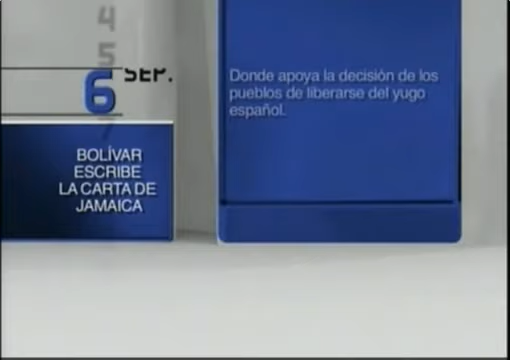 4
5
6 SEP.
7
BOLÍVAR
ESCRIBE
LA CARTA DE
JAMAICA
Donde apoya la decisión de los
pueblos de liberarse del yugo
español.